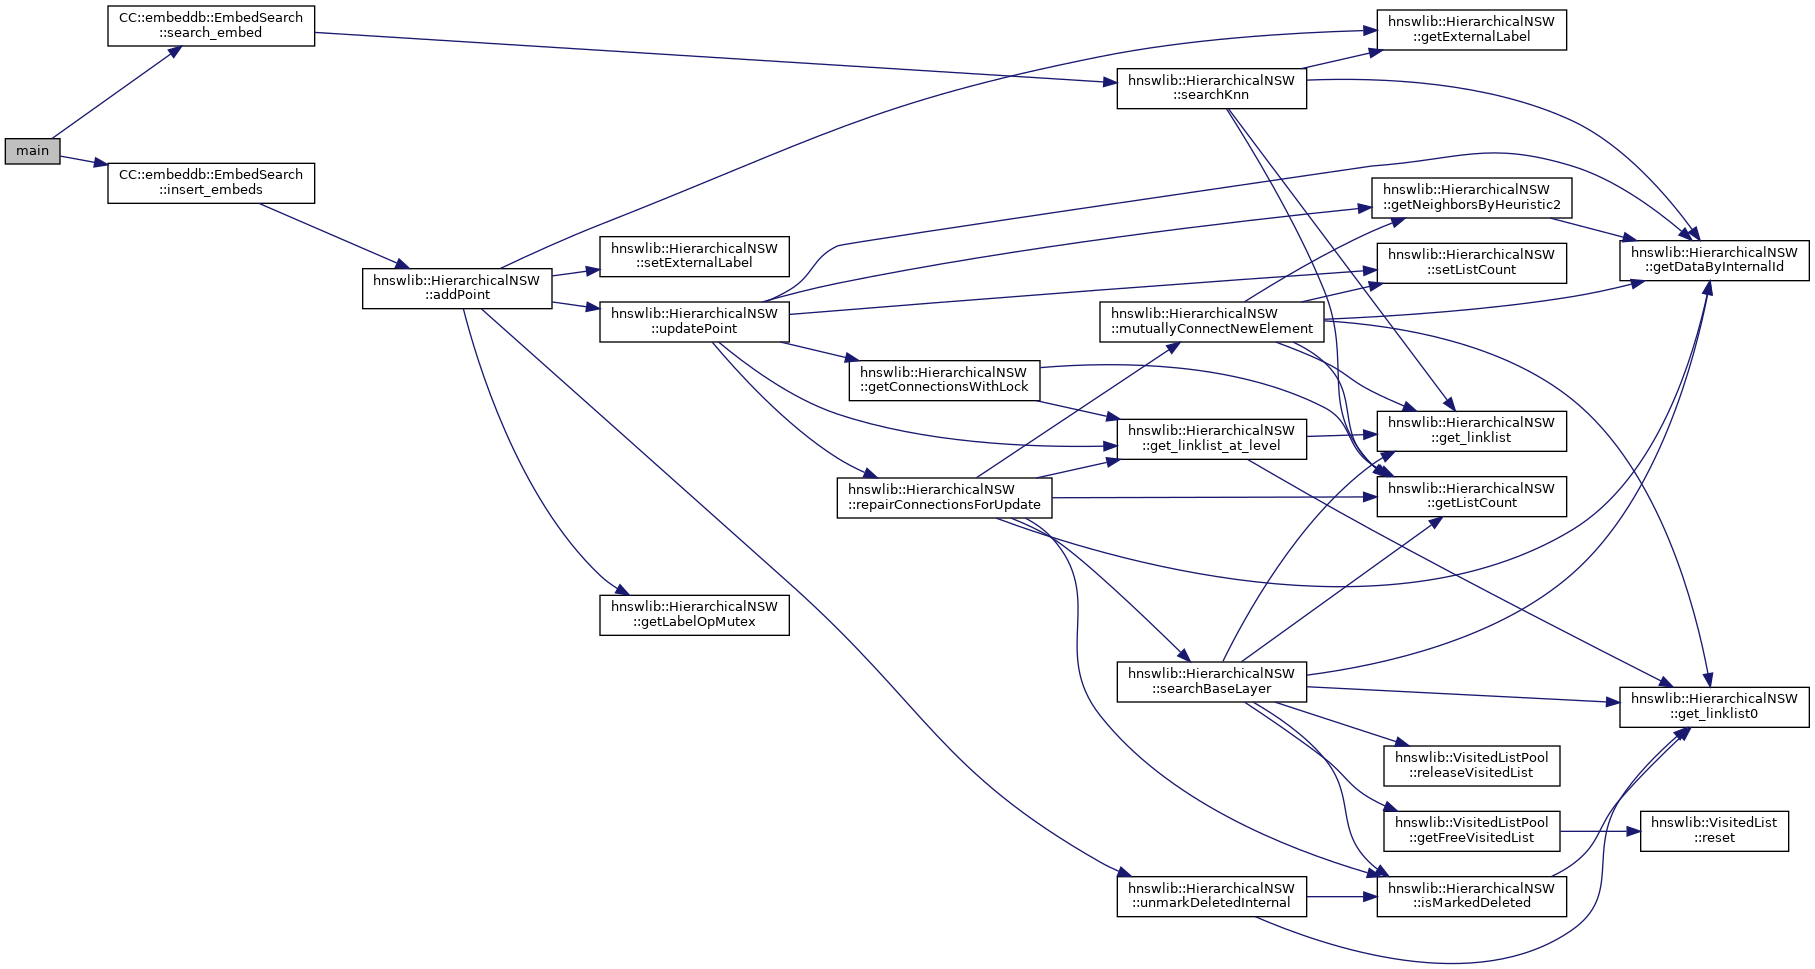 main
CC::embeddb::EmbedSearch
::search_embed
CC::embeddb::EmbedSearch
::insert_embeds
hnswlib::HierarchicalNSW
::addPoint
hnswlib::HierarchicalNSW
::setExternalLabel
hnswlib::HierarchicalNSW
::updatePoint
hnswlib::HierarchicalNSW
::getLabelOpMutex
hnswlib::HierarchicalNSW
::getConnectionsWithLock
hnswlib::HierarchicalNSW
::repairConnectionsForUpdate
hnswlib::HierarchicalNSW
::searchKnn
hnswlib::HierarchicalNSW
::mutuallyConnectNewElement
hnswlib::HierarchicalNSW
::get_linklist_at_level
hnswlib::HierarchicalNSW
::searchBaseLayer
hnswlib::HierarchicalNSW
::unmarkDeletedInternal
hnswlib::HierarchicalNSW
::getExternalLabel
hnswlib::HierarchicalNSW
::getNeighborsByHeuristic2
hnswlib::HierarchicalNSW
::setListCount
hnswlib::HierarchicalNSW
::get_linklist
hnswlib::HierarchicalNSW
::getListCount
hnswlib::VisitedListPool
::releaseVisitedList
hnswlib::VisitedListPool
::getFreeVisitedList
hnswlib::HierarchicalNSW
::isMarkedDeleted
hnswlib::HierarchicalNSW
::getDataByInternalId
hnswlib::HierarchicalNSW
::get_linklist0
hnswlib::VisitedList
::reset